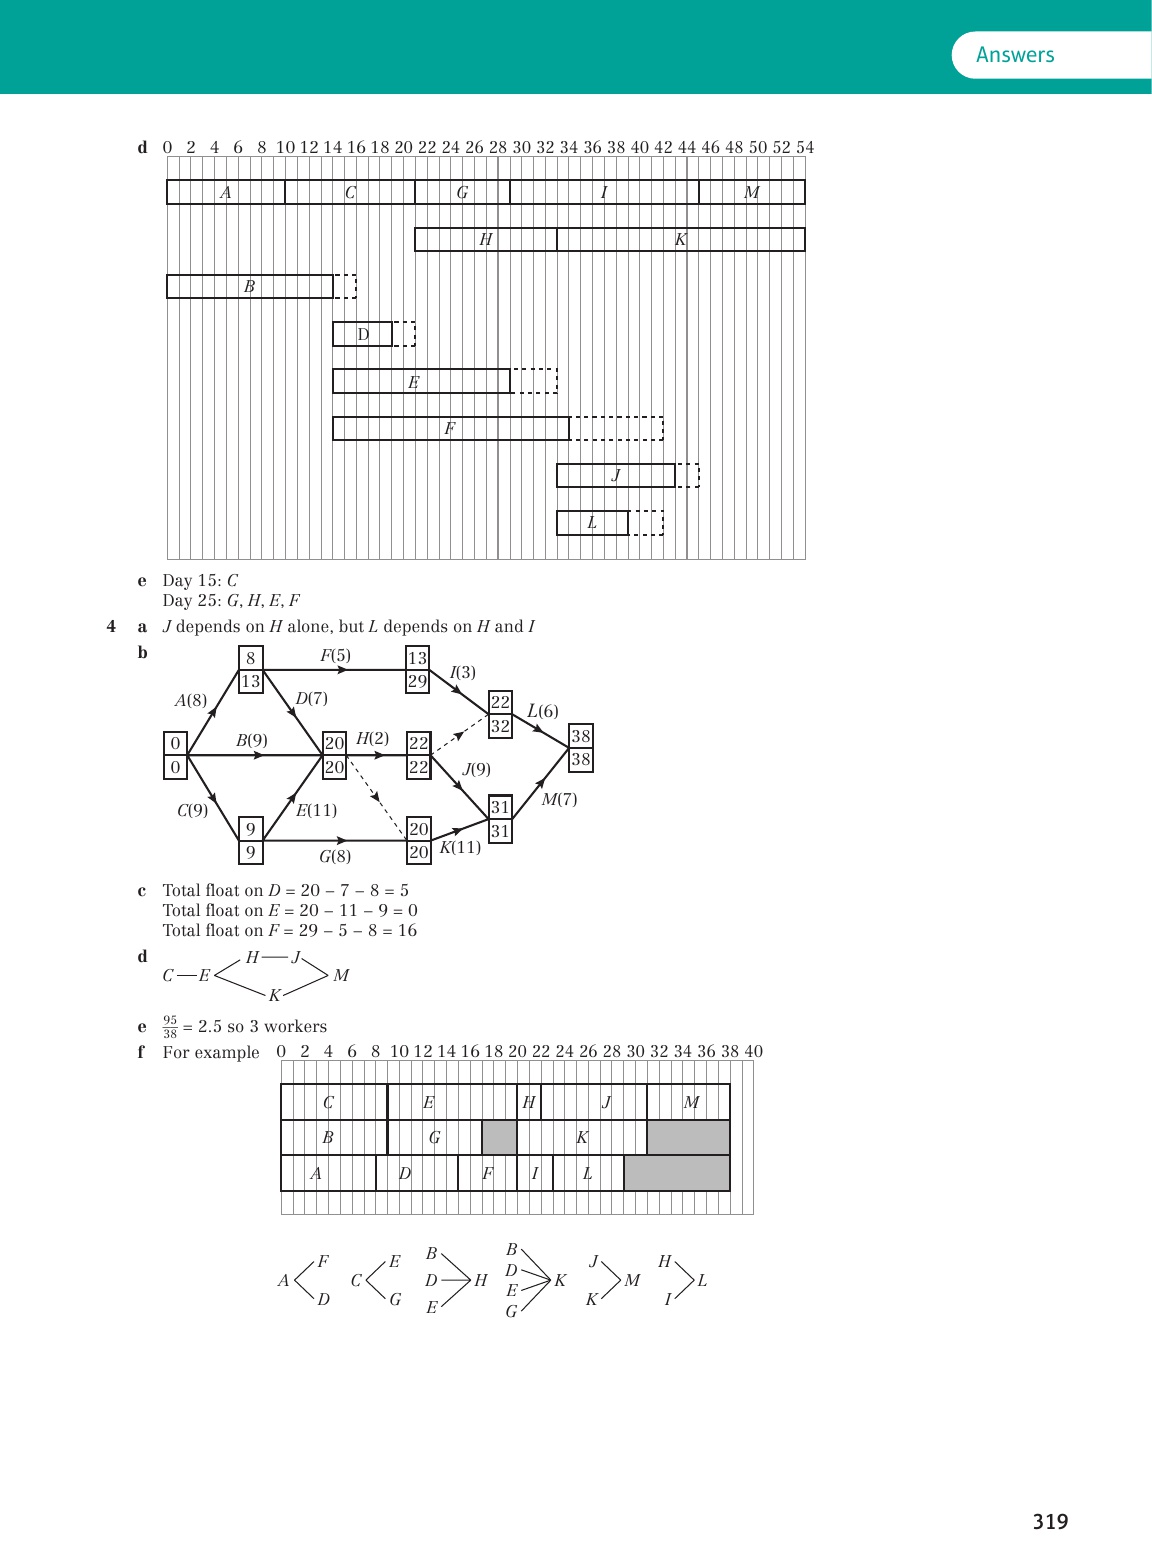 Answers
d 0 2 4 6 8 10 12 14 16 18 20 22 24 26 28 30 32 34 36 38 40 42 44 46 48 50 52 54
A C G I M
H K
B
D
E
F
J
L
e Day 15: C
Day 25: G, H, E, F
4 a J depends on H alone, but L depends on H and I
b
8 F(5) 13
13 29
I(3)
A(8) D(7)
22 L(6)
32
0 B(9) 20 H(2) 22 38
0 20 22 38
J(9)
C(9) E(11) 31 M(7)
31
9 20
9 G(8) 20 K(11)
c Total float on D = 20 − 7 − 8 = 5
Total float on E = 20 − 11 − 9 = 0
Total float on F = 29 − 5 − 8 = 16
d H J
C E M
K
e 95/38 = 2.5 so 3 workers
f For example 0 2 4 6 8 10 12 14 16 18 20 22 24 26 28 30 32 34 36 38 40
C E H J M
B G K
A D F I L
A F D
C E G
B D E H
B D E G K
J K M
H I L
319